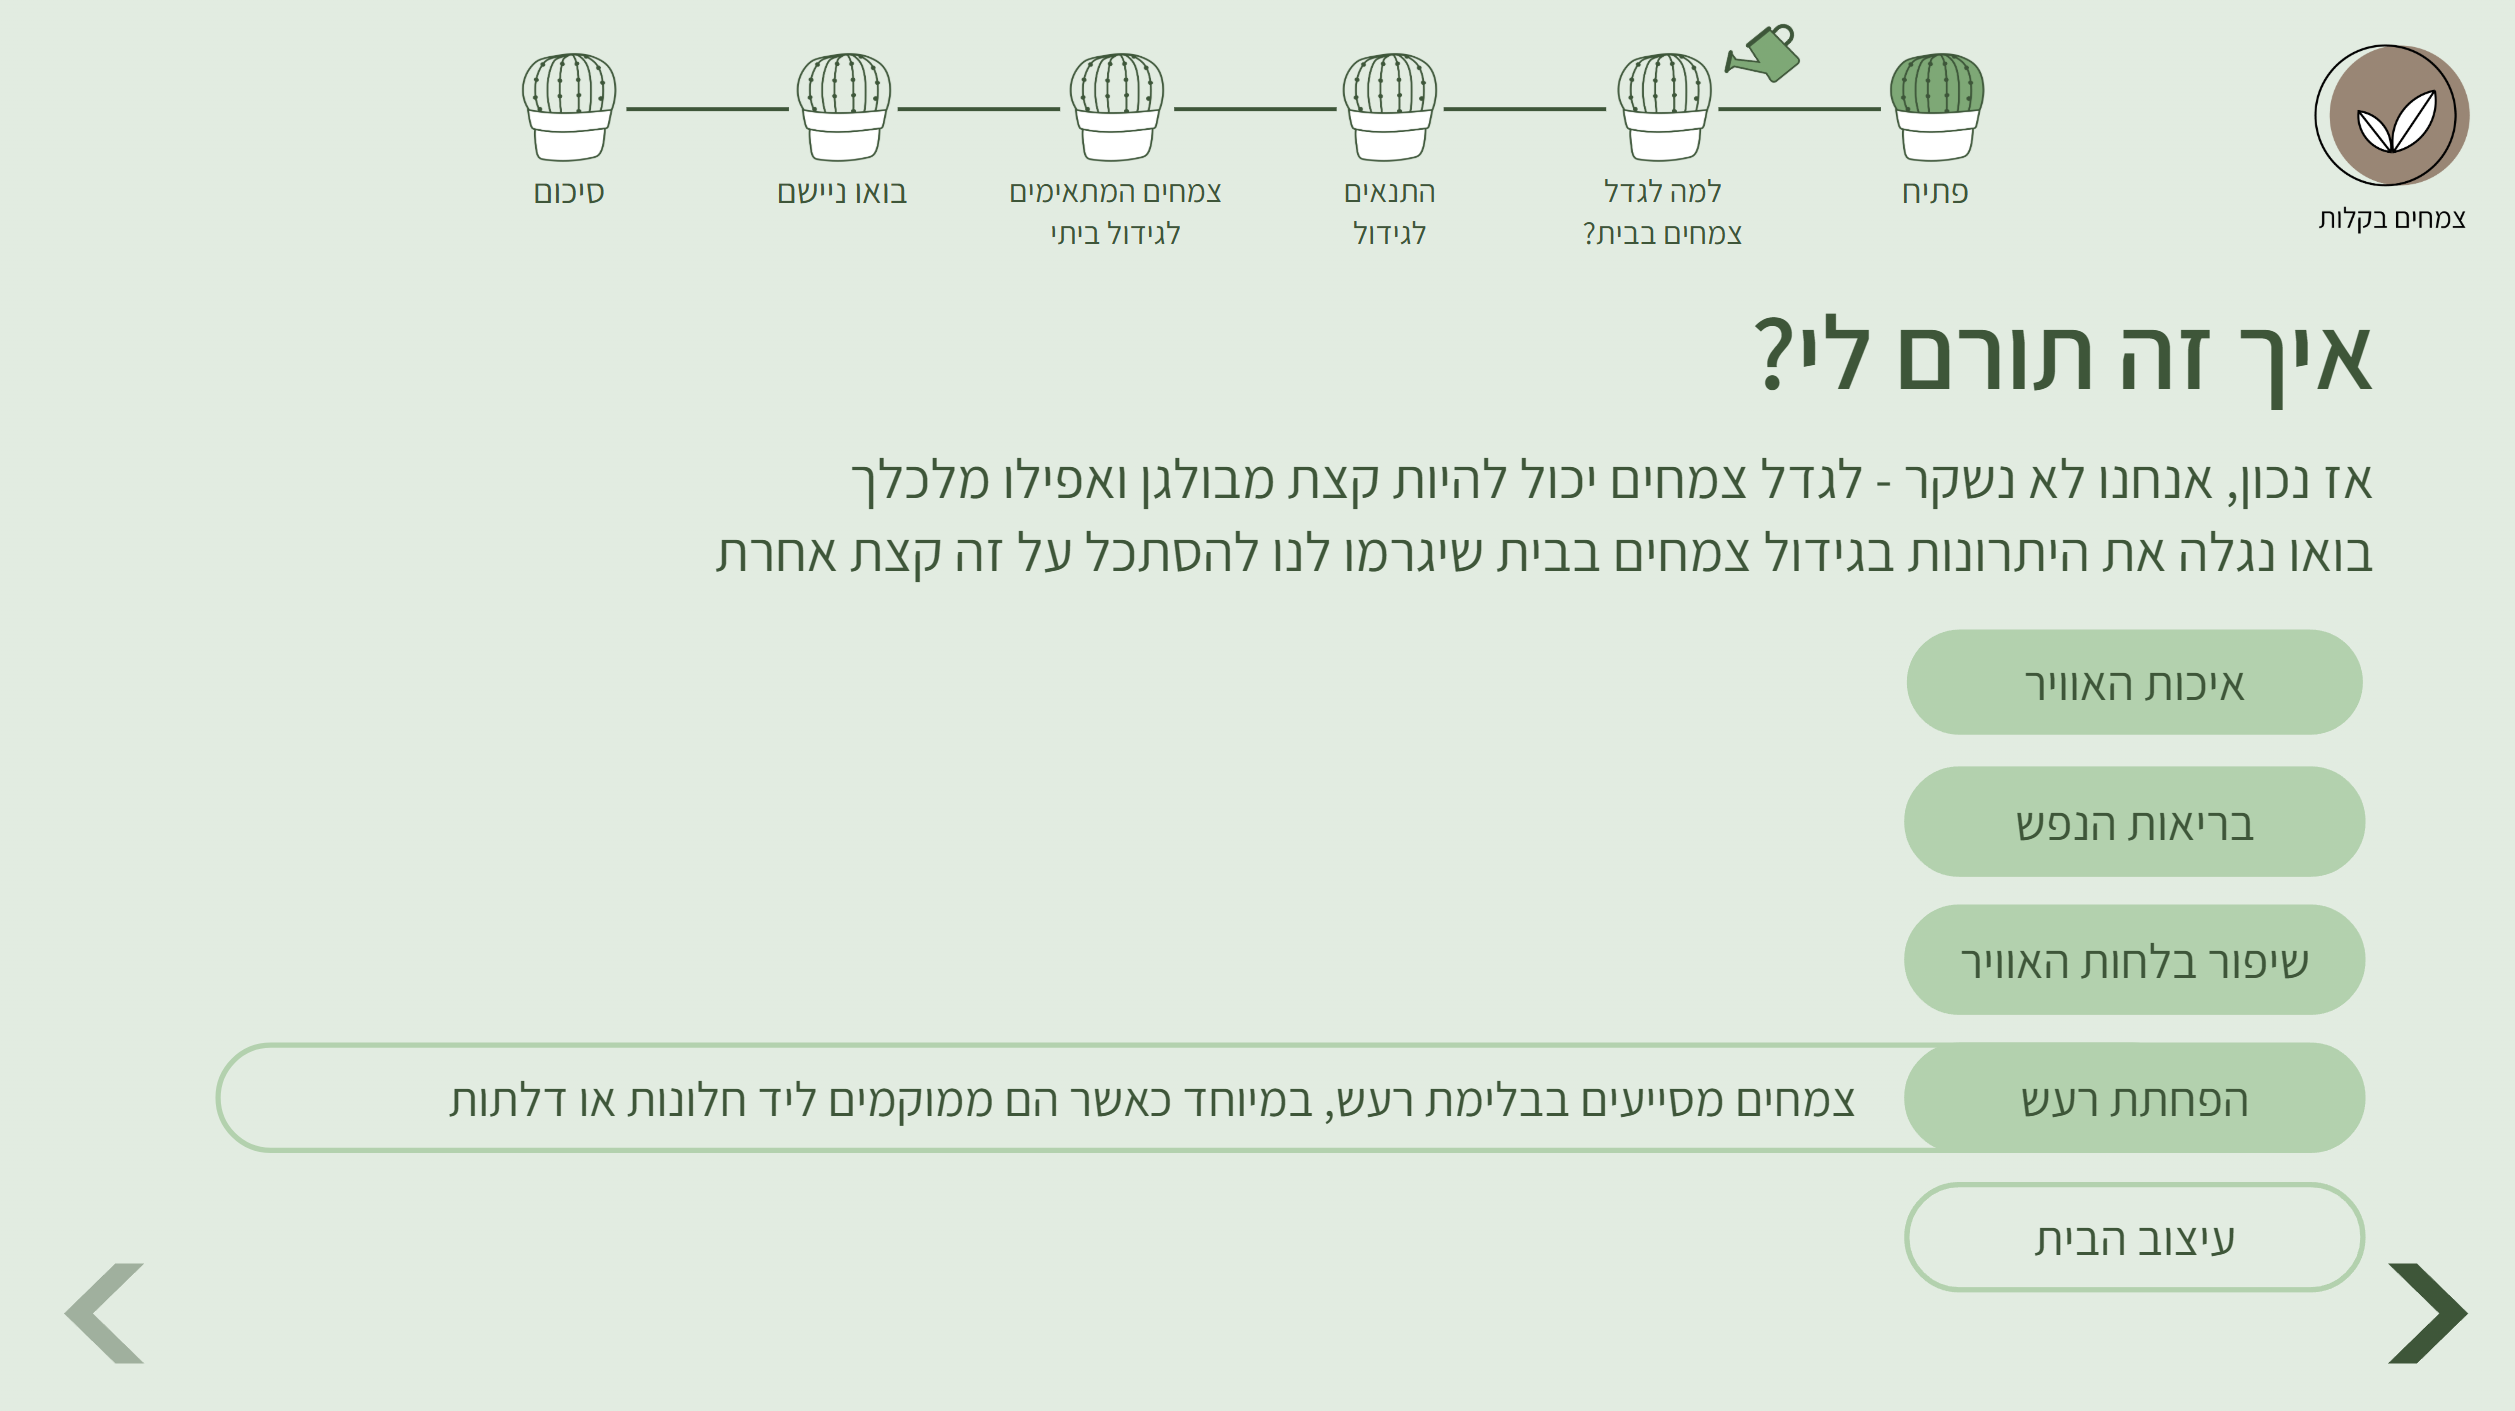 צמחים בקלות
פתיח
למה לגדל
צמחים בבית?
התנאים
לגידול
צמחים המתאימים
לגידול ביתי
בואו ניישם
סיכום
איך זה תורם לי?
אז נכון, אנחנו לא נשקר - לגדל צמחים יכול להיות קצת מבולגן ואפילו מלכלך
בואו נגלה את היתרונות בגידול צמחים בבית שיגרמו לנו להסתכל על זה קצת אחרת
איכות האוויר
בריאות הנפש
שיפור בלחות האוויר
הפחתת רעש
צמחים מסייעים בבלימת רעש, במיוחד כאשר הם ממוקמים ליד חלונות או דלתות
עיצוב הבית